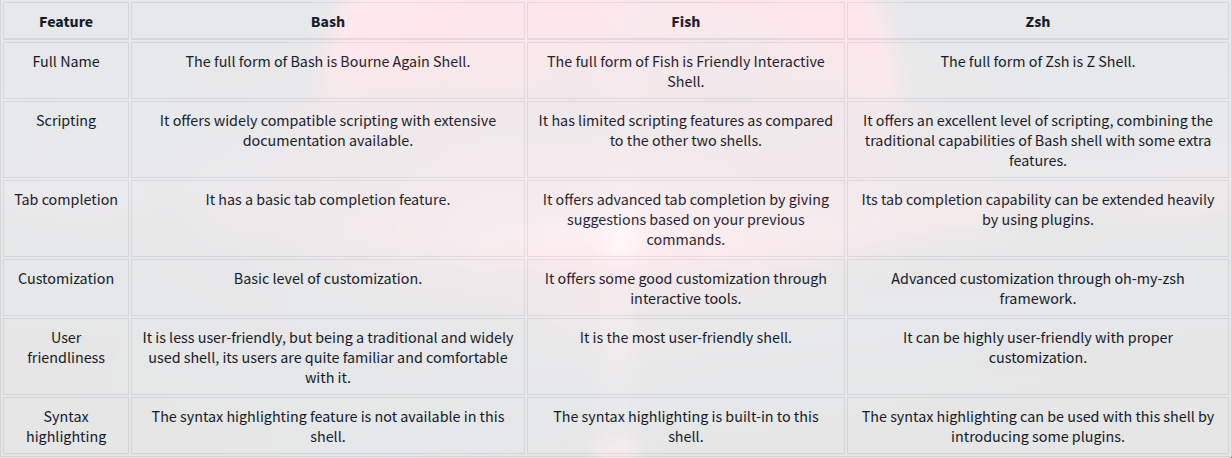 Feature Bash Fish Zsh
Full Name The full form of Bash is Bourne Again Shell. The full form of Fish is Friendly Interactive Shell. The full form of Zsh is Z Shell.
Scripting It offers widely compatible scripting with extensive documentation available. It has limited scripting features as compared to the other two shells. It offers an excellent level of scripting, combining the traditional capabilities of Bash shell with some extra features.
Tab completion It has a basic tab completion feature. It offers advanced tab completion by giving suggestions based on your previous commands. Its tab completion capability can be extended heavily by using plugins.
Customization Basic level of customization. It offers some good customization through interactive tools. Advanced customization through oh-my-zsh framework.
User friendliness It is less user-friendly, but being a traditional and widely used shell, its users are quite familiar and comfortable with it. It is the most user-friendly shell. It can be highly user-friendly with proper customization.
Syntax highlighting The syntax highlighting feature is not available in this shell. The syntax highlighting is built-in to this shell. The syntax highlighting can be used with this shell by introducing some plugins.